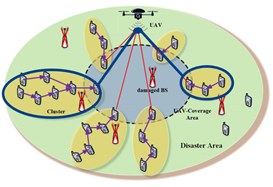 UAV
damaged BS
Cluster
UAV-Coverage
Area
Disaster Area